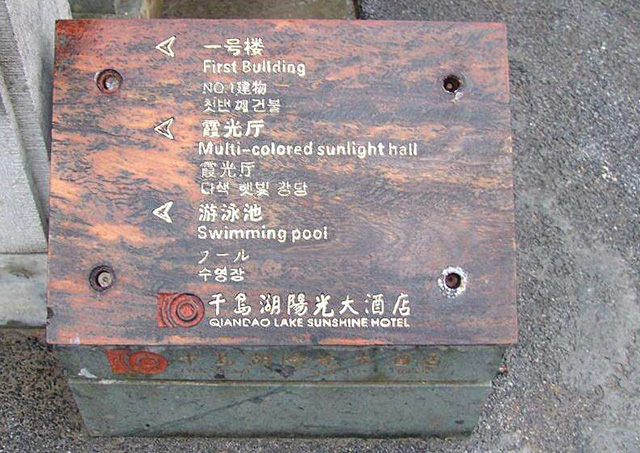 一号楼
First Building
NO.1建物
첫번째건물
霞光厅
Multi-colored sunlight hall
霞光厅
다색 햇빛 강당
游泳池
Swimming pool
フール
수영장
千島湖陽光大酒店
QIANDAO LAKE SUNSHINE HOTEL